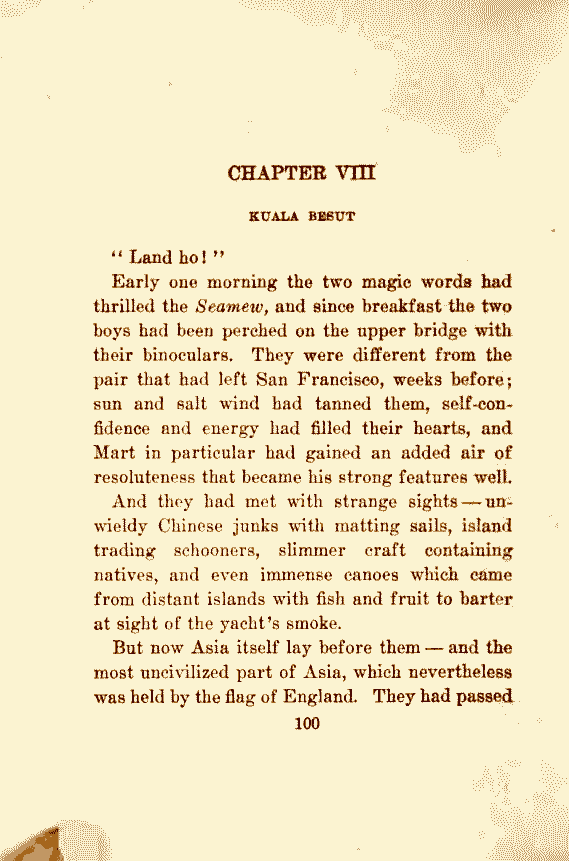 CHAPTER VIII
KUALA BESUT
“ Land ho! ”
Early one morning the two magic words had
thrilled the Seamew, and since breakfast the two
boys had been perched on the upper bridge with
their binoculars. They were different from the
pair that had left San Francisco, weeks before;
sun and salt wind had tanned them, self-con-
fidence and energy had filled their hearts, and
Mart in particular had gained an added air of
resoluteness that became his strong features well.
And they had met with strange sights — un-
wieldy Chinese junks with matting sails, island
trading schooners, slimmer craft containing
natives, and even immense canoes which came
from distant islands with fish and fruit to barter
at sight of the yacht’s smoke.
But now Asia itself lay before them — and the
most uncivilized part of Asia, which nevertheless
was held by the flag of England. They had passed
100